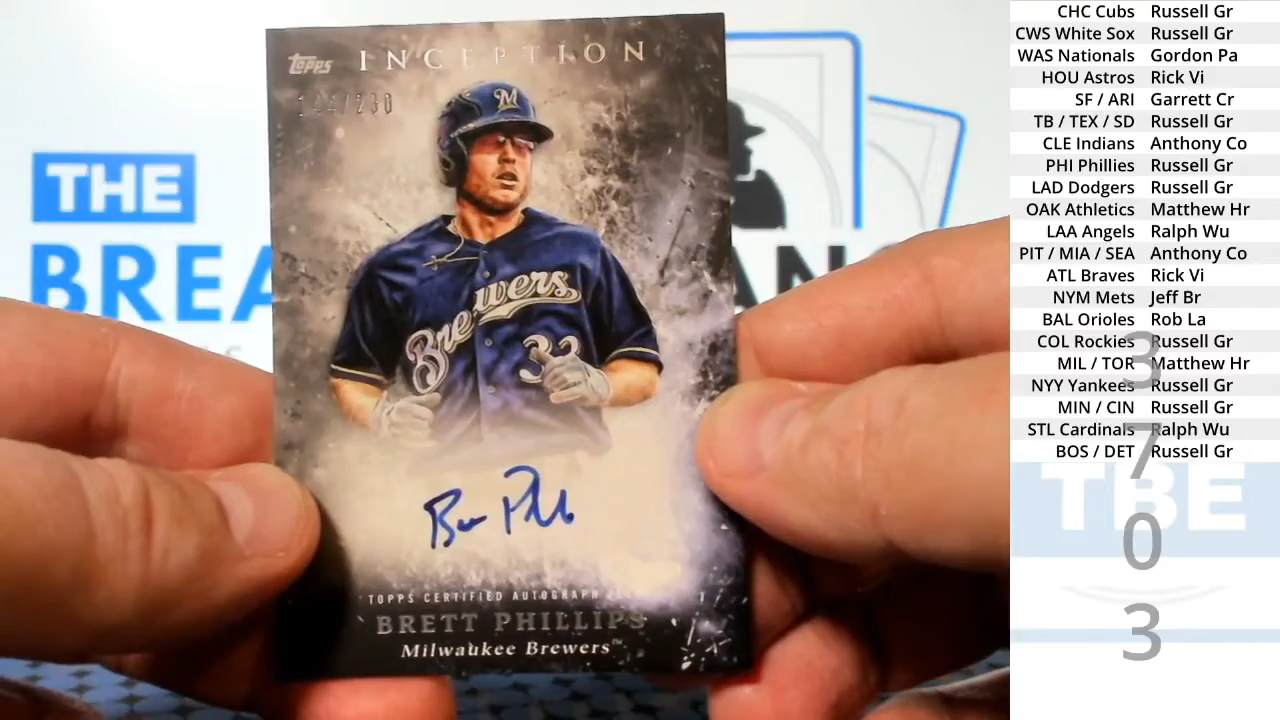 topps INCEPTION
/230
M
Brewers
33
TOPPS CERTIFIED AUTOGRAPH
BRETT PHILLIPS
Milwaukee Brewers™
THE
BREA
AN
CHC Cubs Russell Gr
CWS White Sox Russell Gr
WAS Nationals Gordon Pa
HOU Astros Rick Vi
SF / ARI Garrett Cr
TB / TEX / SD Russell Gr
CLE Indians Anthony Co
PHI Phillies Russell Gr
LAD Dodgers Russell Gr
OAK Athletics Matthew Hr
LAA Angels Ralph Wu
PIT / MIA / SEA Anthony Co
ATL Braves Rick Vi
NYM Mets Jeff Br
BAL Orioles Rob La
COL Rockies Russell Gr
MIL / TOR Matthew Hr
NYY Yankees Russell Gr
MIN / CIN Russell Gr
STL Cardinals Ralph Wu
BOS / DET Russell Gr
TBE
3
7
0
3